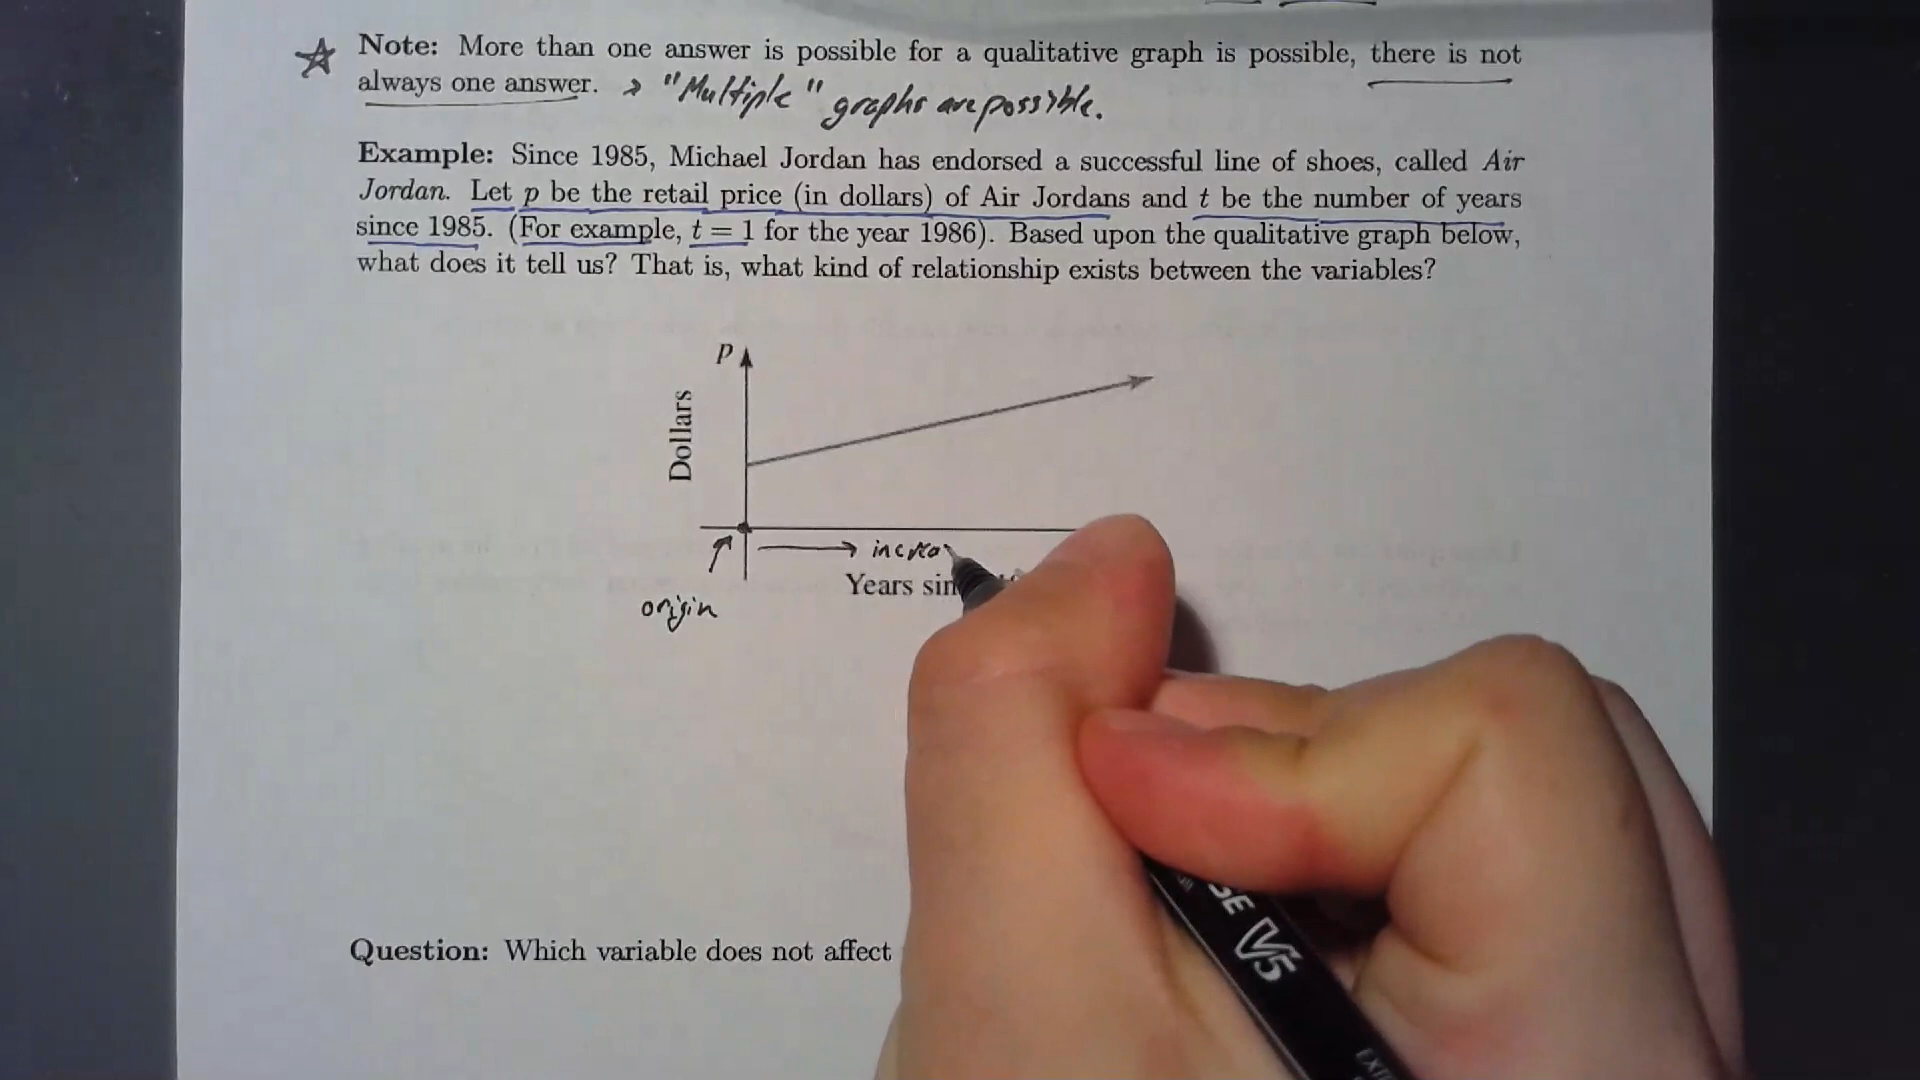 Note: More than one answer is possible for a qualitative graph is possible, there is not
always one answer. → "Multiple" graphs are possible.
Example: Since 1985, Michael Jordan has endorsed a successful line of shoes, called Air
Jordan. Let p be the retail price (in dollars) of Air Jordans and t be the number of years
since 1985. (For example, t = 1 for the year 1986). Based upon the qualitative graph below,
what does it tell us? That is, what kind of relationship exists between the variables?
p
Dollars
increa
Years sin
origin
Question: Which variable does not affect
SE V5